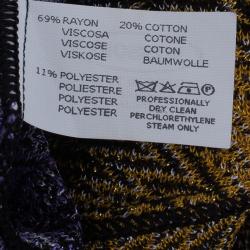 69% RAYON 20% COTTON
VISCOSA COTONE
VISCOSE COTON
VISKOSE BAUMWOLLE
11% POLYESTER
POLIESTERE
POLYESTER
POLYESTER
PROFESSIONALLY
DRY CLEAN
PERCHLORETHYLENE
STEAM ONLY